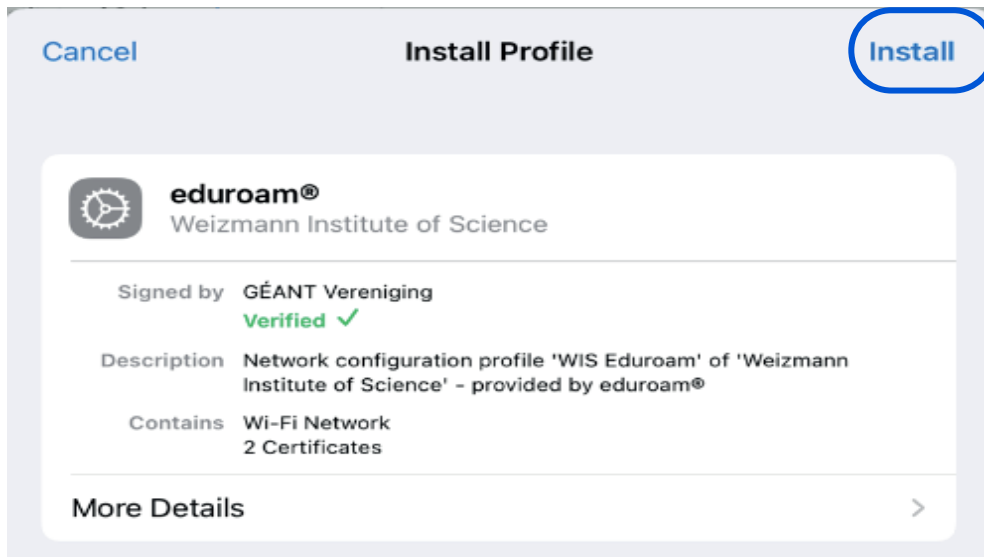 Cancel Install Profile Install
eduroam®
Weizmann Institute of Science
Signed by GÉANT Vereniging
Verified ✓
Description Network configuration profile 'WIS Eduroam' of 'Weizmann
Institute of Science' - provided by eduroam®
Contains Wi-Fi Network
2 Certificates
More Details